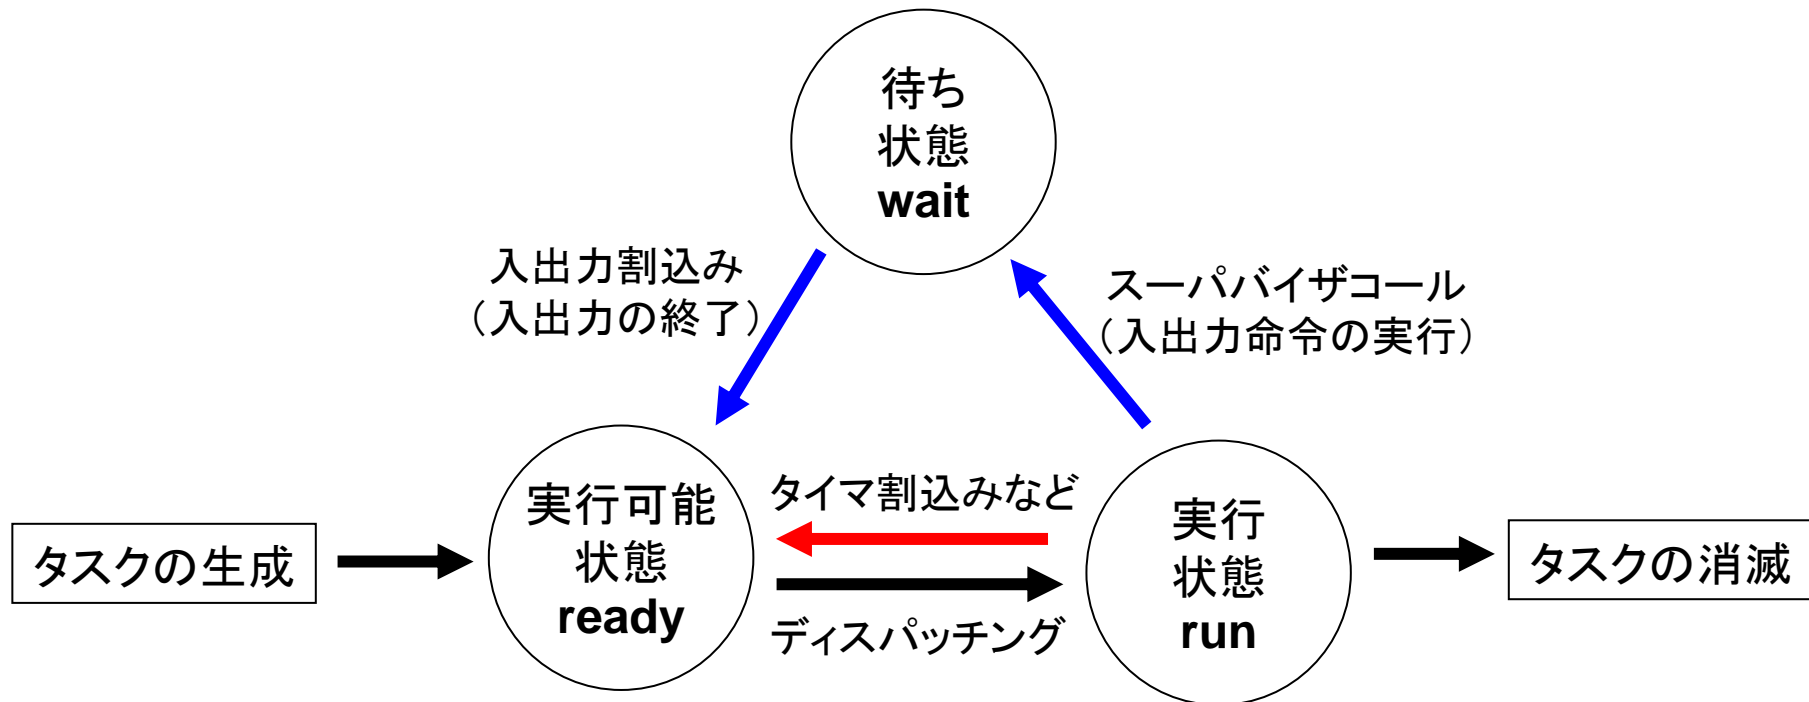 待ち
状態
wait
入出力割込み
（入出力の終了）
スーパバイザコール
（入出力命令の実行）
タスクの生成
実行可能
状態
ready
タイマ割込みなど
ディスパッチング
実行
状態
run
タスクの消滅